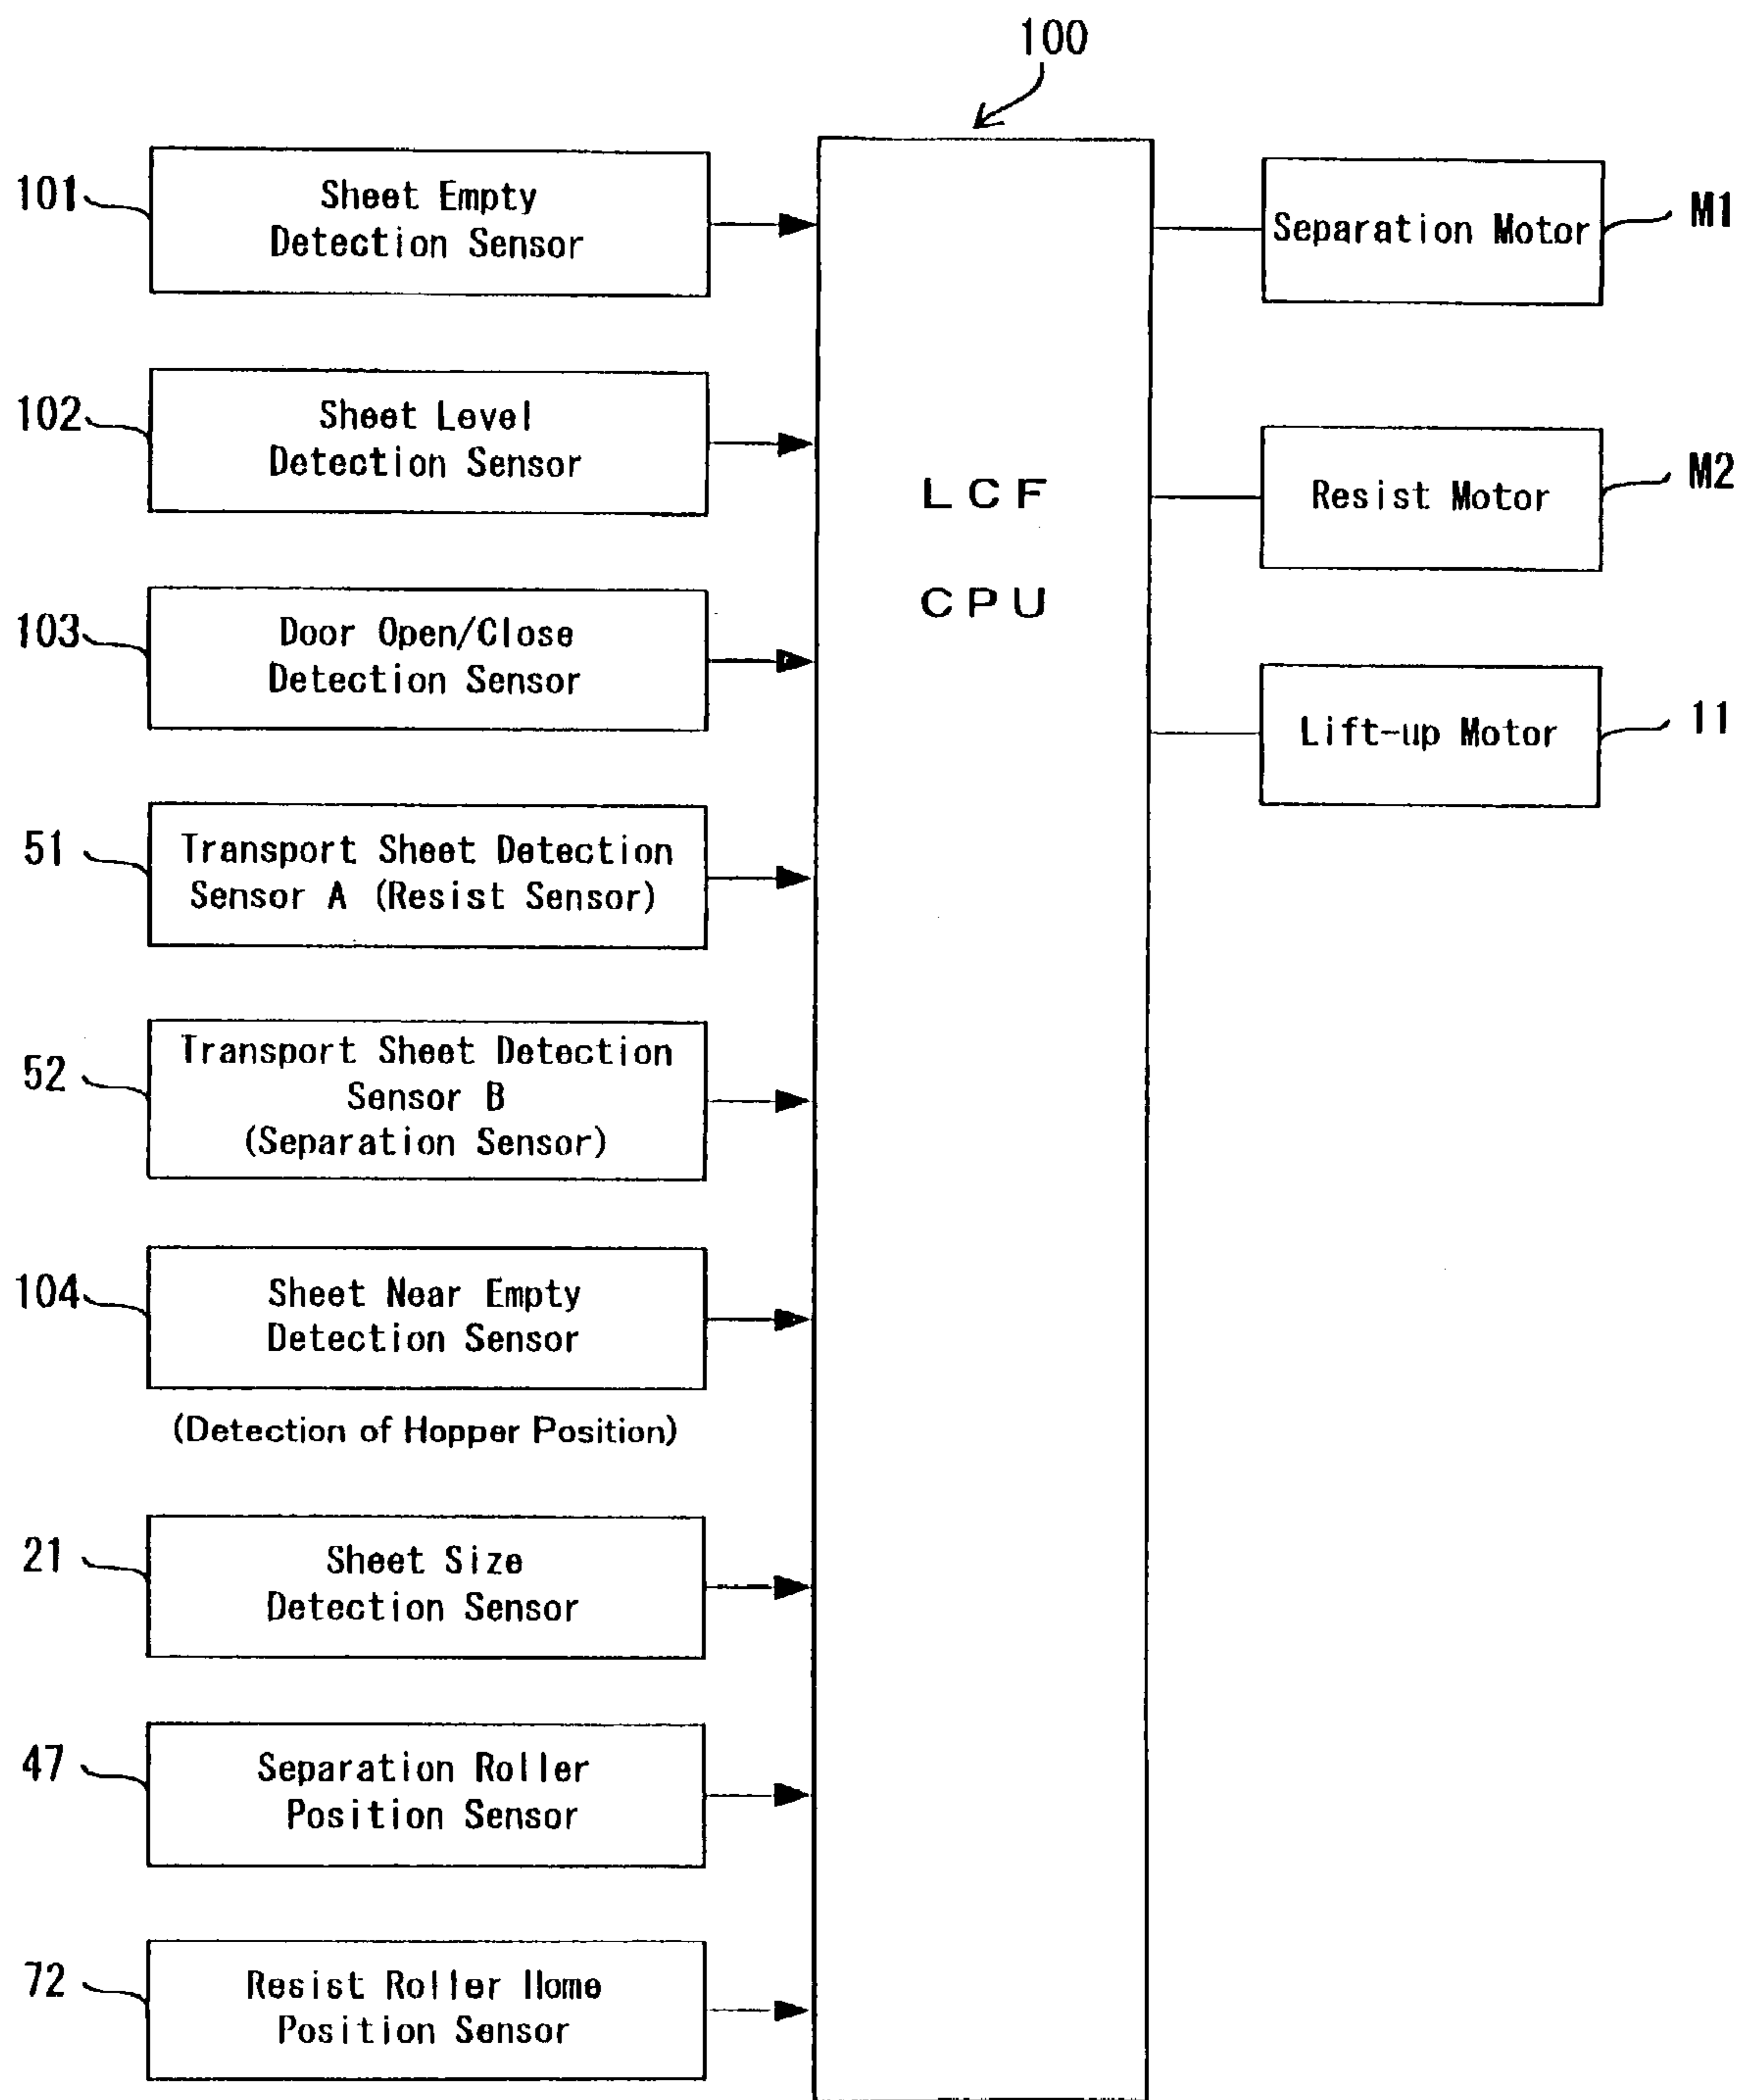 100
101
Sheet Empty
Detection Sensor
102
Sheet Level
Detection Sensor
103
Door Open/Close
Detection Sensor
51
Transport Sheet Detection
Sensor A (Resist Sensor)
52
Transport Sheet Detection
Sensor B
(Separation Sensor)
104
Sheet Near Empty
Detection Sensor
(Detection of Hopper Position)
21
Sheet Size
Detection Sensor
47
Separation Roller
Position Sensor
72
Resist Roller Home
Position Sensor
LCF
CPU
Separation Motor
M1
Resist Motor
M2
Lift-up Motor
11